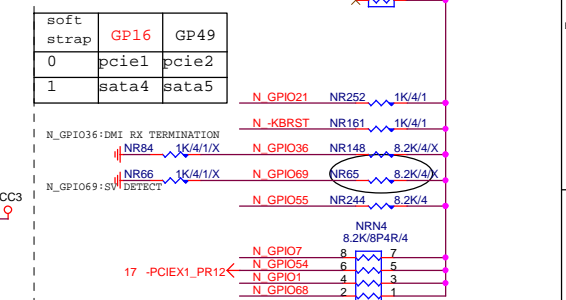 soft strap GP16 GP49
0 pcie1 pcie2
1 sata4 sata5
N_GPIO21 NR252 1K/4/1
N_-KBRST NR161 1K/4/1
N_GPIO36:DMI RX TERMINATION
NR84 1K/4/1/X N_GPIO36 NR148 8.2K/4/X
NR66 1K/4/1/X N_GPIO69 NR65 8.2K/4/X
N_GPIO69:SV DETECT
CC3
N_GPIO55 NR244 8.2K/4
NRN4
8.2K/8P4R/4
N_GPIO7 8 7
17 -PCIEX1_PR12 N_GPIO54 6 5
N_GPIO1 4 3
N_GPIO68 2 1